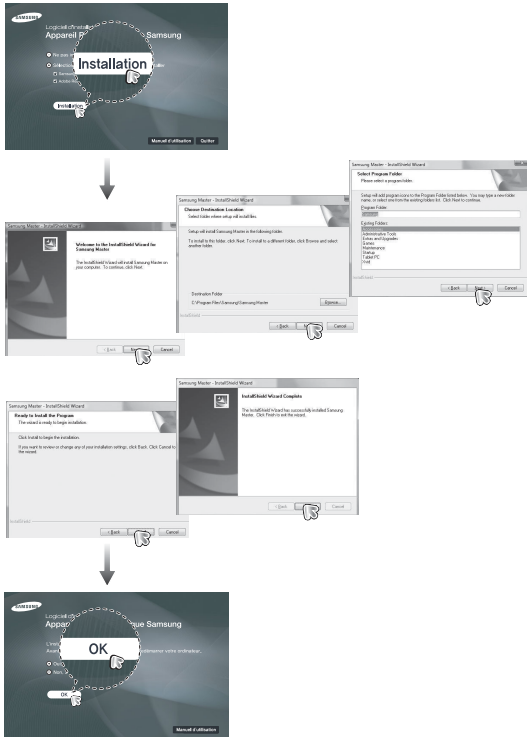 SAMSUNG
Logiciel
Appareil Samsung
Ne pas
Installation
Installation
Manuel d'utilisation Quitter
Samsung Master - InstallShield Wizard
Select Program Folder
Please select a program folder.
Setup will add program icons to the Program Folder listed below. You may type a new folder
name, or select one from the existing folders list. Click Next to continue.
Program Folder:
Existing Folders:
Administrative Tools
Extras and Upgrades
Games
Maintenance
Startup
Tablet PC
InstallShield
< Back Next > Cancel
Samsung Master - InstallShield Wizard
Choose Destination Location
Select folder where setup will install files.
Setup will install Samsung Master in the following folder.
To install to this folder, click Next. To install to a different folder, click Browse and select
another folder.
Destination Folder
C:\Program Files\Samsung\Samsung Master
Browse...
InstallShield
< Back Cancel
Samsung Master - InstallShield Wizard
Welcome to the InstallShield Wizard for
Samsung Master
The InstallShield Wizard will install Samsung Master on
your computer. To continue, click Next.
< Back Cancel
Samsung Master - InstallShield Wizard
InstallShield Wizard Complete
The InstallShield Wizard has successfully installed Samsung
Master. Click Finish to exit the wizard.
< Back Cancel
Samsung Master - InstallShield Wizard
Ready to Install the Program
The wizard is ready to begin installation.
Click Install to begin the installation.
If you want to review or change any of your installation settings, click Back. Click Cancel to
the wizard.
InstallShield
< Back Cancel
SAMSUNG
Logiciel
que Samsung
votre ordinateur.
OK
OK
Manuel d'utilisation